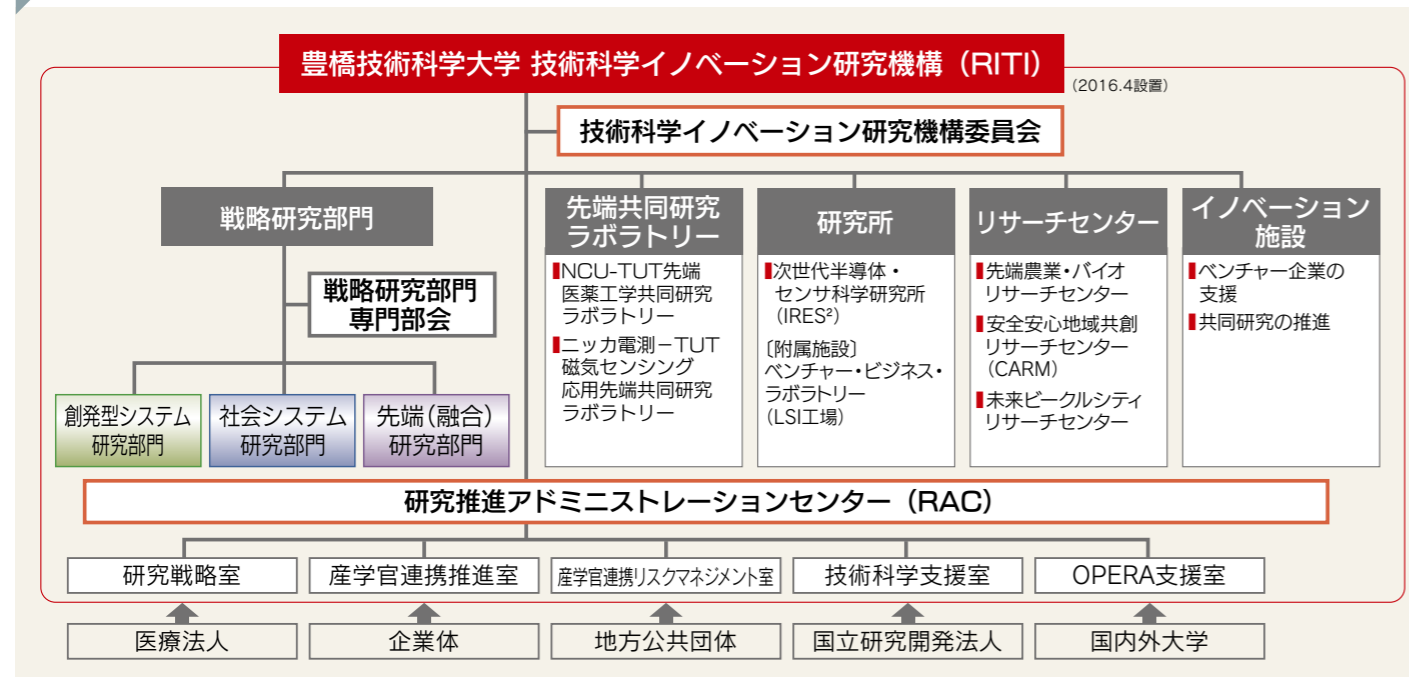 豊橋技術科学大学 技術科学イノベーション研究機構（RITI）
（2016.4設置）
技術科学イノベーション研究機構委員会
戦略研究部門
戦略研究部門
専門部会
創発型システム
研究部門
社会システム
研究部門
先端（融合）
研究部門
先端共同研究
ラボラトリー
NCU-TUT先端
医薬工学共同研究
ラボラトリー
ニッカ電測－TUT
磁気センシング
応用先端共同研究
ラボラトリー
研究所
次世代半導体・
センサ科学研究所
（IRES²）
〔附属施設〕
ベンチャー・ビジネス・
ラボラトリー
（LSI工場）
リサーチセンター
先端農業・バイオ
リサーチセンター
安全安心地域共創
リサーチセンター
（CARM）
未来ビークルシティ
リサーチセンター
イノベーション
施設
ベンチャー企業の
支援
共同研究の推進
研究推進アドミニストレーションセンター（RAC）
研究戦略室
産学官連携推進室
産学官連携リスクマネジメント室
技術科学支援室
OPERA支援室
医療法人
企業体
地方公共団体
国立研究開発法人
国内外大学